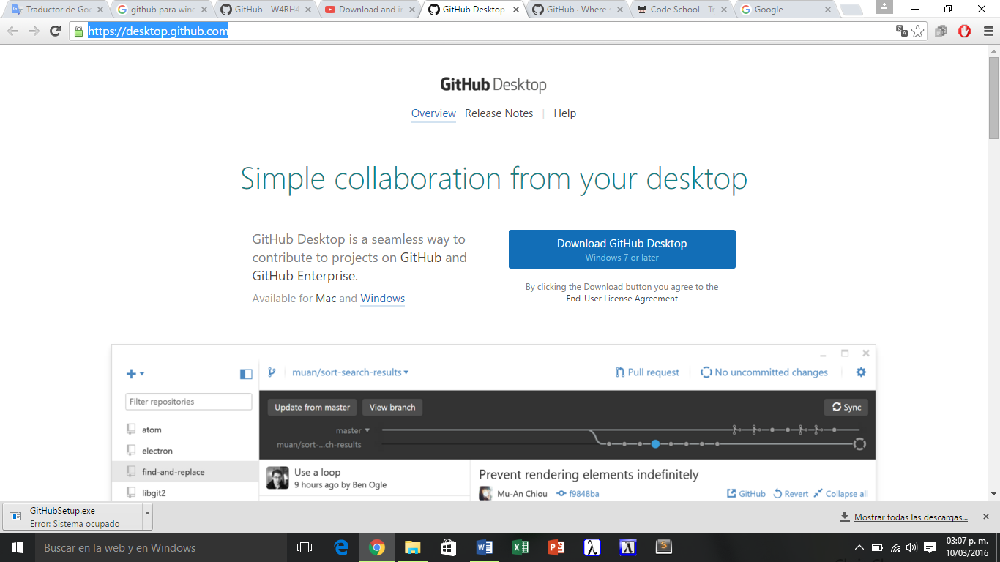 Traductor de Goo
github para wind
GitHub - W4RH4
Download and in
GitHub Desktop
GitHub · Where s
Code School - Tr
Google
https://desktop.github.com
GitHub Desktop
Overview Release Notes | Help
Simple collaboration from your desktop
GitHub Desktop is a seamless way to
contribute to projects on GitHub and
GitHub Enterprise.
Available for Mac and Windows
Download GitHub Desktop
Windows 7 or later
By clicking the Download button you agree to the
End-User License Agreement
muan/sort-search-results
Pull request
No uncommitted changes
Filter repositories
atom
electron
find-and-replace
libgit2
Update from master
View branch
Sync
master
muan/sort-...ch-results
Use a loop
9 hours ago by Ben Ogle
Prevent rendering elements indefinitely
Mu-An Chiou f9848ba
GitHub Revert Collapse all
GitHubSetup.exe
Error: Sistema ocupado
Mostrar todas las descargas...
Buscar en la web y en Windows
03:07 p. m.
10/03/2016